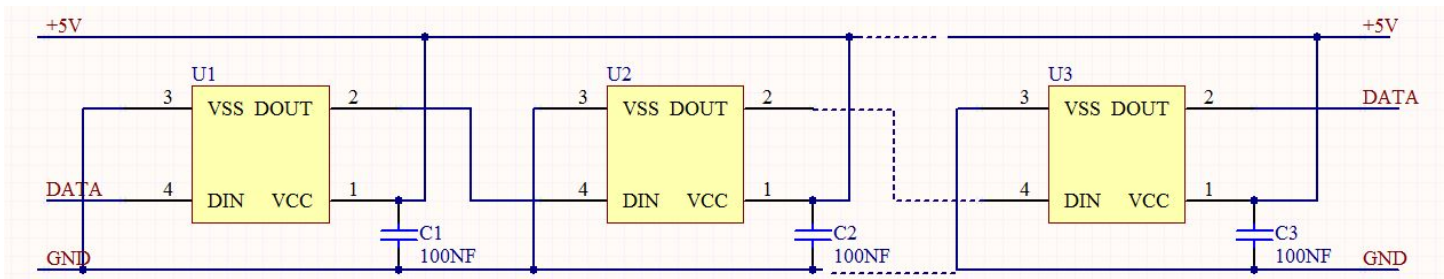 +5V +5V
U1 U2 U3
3 VSS DOUT 2 3 VSS DOUT 2 3 VSS DOUT 2 DATA
DATA 4 DIN VCC 1 4 DIN VCC 1 4 DIN VCC 1
C1 C2 C3
GND 100NF 100NF 100NF GND